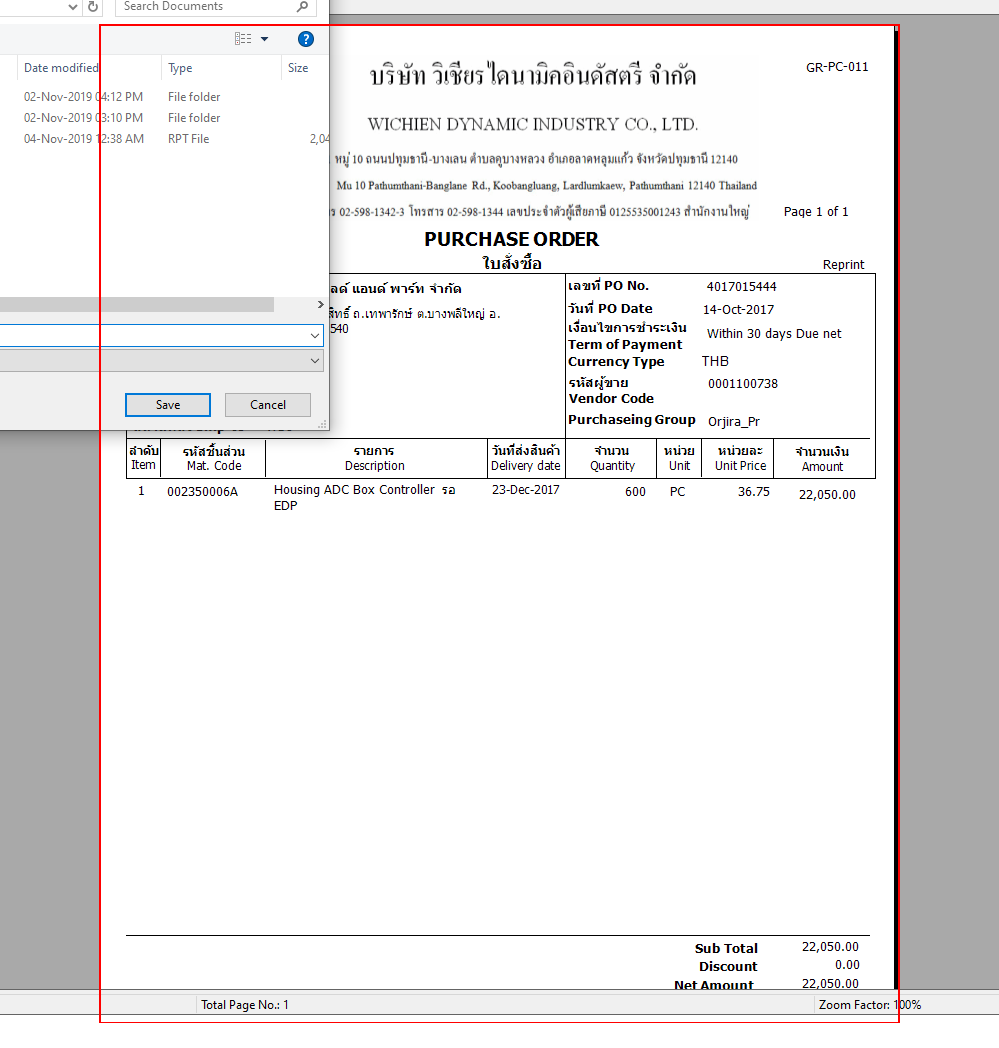 Search Documents
Date modified Type Size
02-Nov-2019 04:12 PM File folder
02-Nov-2019 03:10 PM File folder
04-Nov-2019 12:38 AM RPT File 2,04
Save Cancel
บริษัท วิเชียรไดนามิคอินดัสตรี จำกัด
GR-PC-011
WICHIEN DYNAMIC INDUSTRY CO., LTD.
หมู่ 10 ถนนปทุมธานี-บางเลน ตำบลคูบางหลวง อำเภอลาดหลุมแก้ว จังหวัดปทุมธานี 12140
Mu 10 Pathumthani-Banglane Rd., Koobangluang, Lardlumkaew, Pathumthani 12140 Thailand
ร 02-598-1342-3 โทรสาร 02-598-1344 เลขประจำตัวผู้เสียภาษี 0125535001243 สำนักงานใหญ่
Page 1 of 1
PURCHASE ORDER
ใบสั่งซื้อ
Reprint
ลด์ แอนด์ พาร์ท จำกัด
สิทธิ์ ถ.เทพารักษ์ ต.บางพลีใหญ่ อ.
540
เลขที่ PO No. 4017015444
วันที่ PO Date 14-Oct-2017
เงื่อนไขการชำระเงิน
Term of Payment Within 30 days Due net
Currency Type THB
รหัสผู้ขาย 0001100738
Vendor Code
Purchaseing Group Orjira_Pr
ลำดับ รหัสชิ้นส่วน รายการ วันที่ส่งสินค้า จำนวน หน่วย หน่วยละ จำนวนเงิน
Item Mat. Code Description Delivery date Quantity Unit Unit Price Amount
1 002350006A Housing ADC Box Controller รอ 23-Dec-2017 600 PC 36.75 22,050.00
EDP
Sub Total 22,050.00
Discount 0.00
Net Amount 22,050.00
Total Page No.: 1 Zoom Factor: 100%